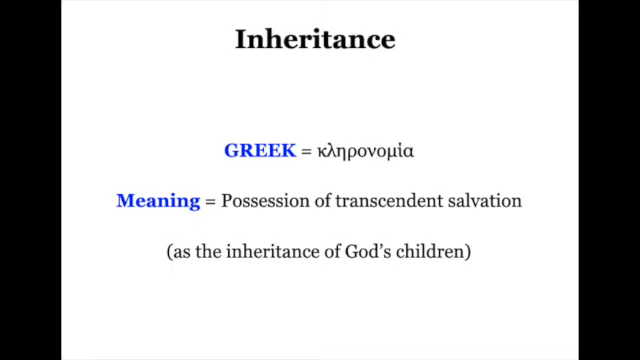 Inheritance
GREEK = κληρονομία
Meaning = Possession of transcendent salvation
(as the inheritance of God's children)